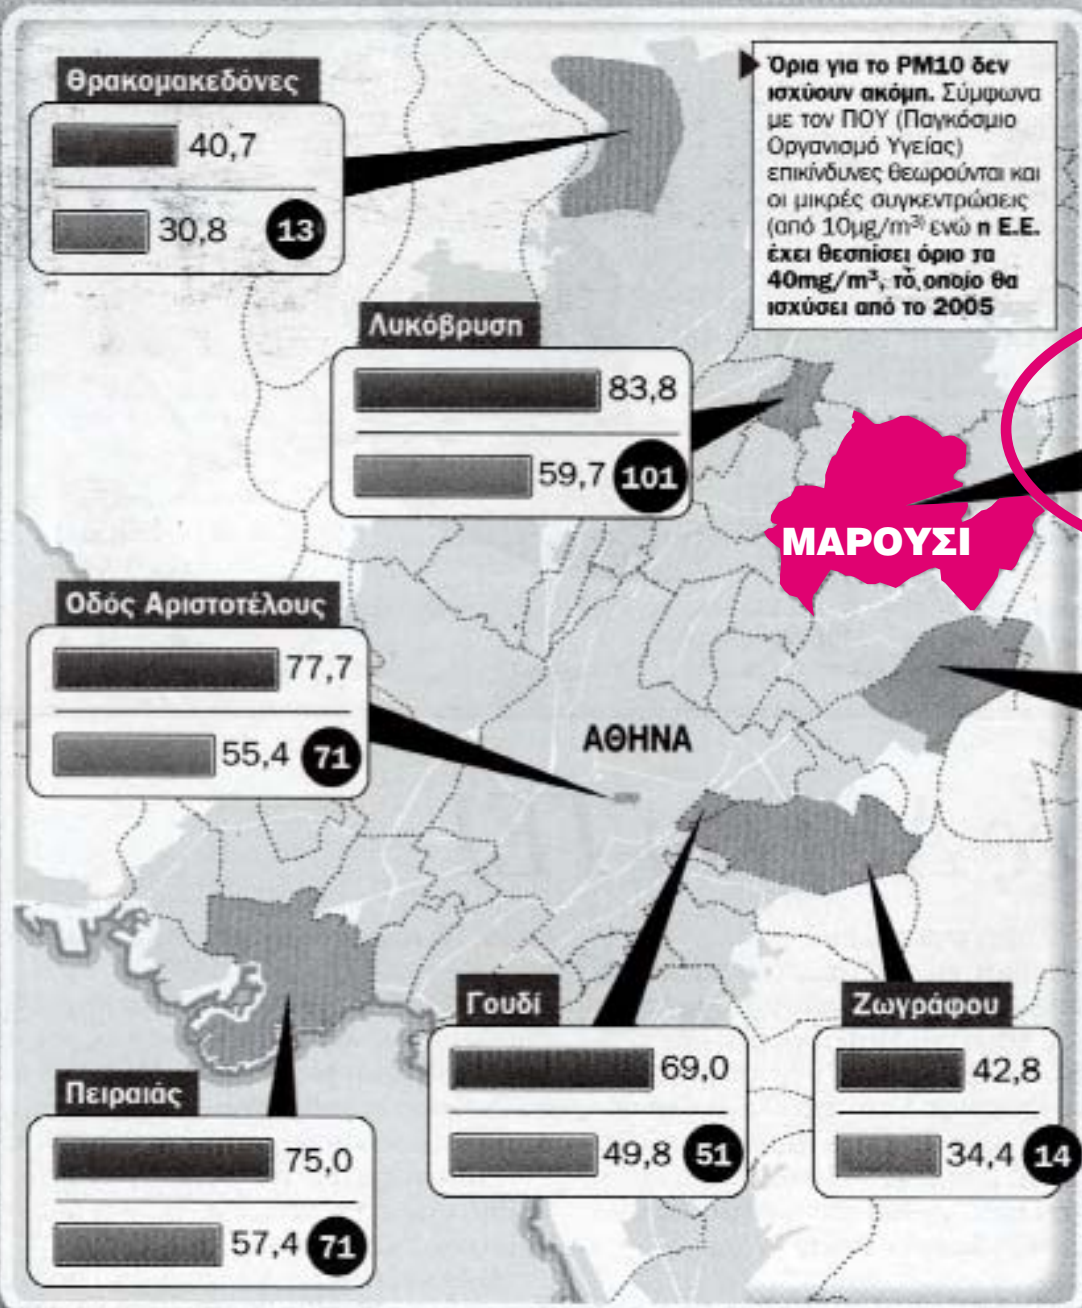 Θρακομακεδόνες
40,7
30,8
13
Όρια για το PM10 δεν
ισχύουν ακόμη. Σύμφωνα
με τον ΠΟΥ (Παγκόσμιο
Οργανισμό Υγείας)
επικίνδυνες θεωρούνται και
οι μικρές συγκεντρώσεις
(από 10μg/m³) ενώ η Ε.Ε.
έχει θεσπίσει όριο τα
40mg/m³, τό οποίο θα
ισχύσει από το 2005
Λυκόβρυση
83,8
59,7
101
ΜΑΡΟΥΣΙ
Οδός Αριστοτέλους
77,7
55,4
71
ΑΘΗΝΑ
Γουδί
69,0
49,8
51
Ζωγράφου
42,8
34,4
14
Πειραιάς
75,0
57,4
71